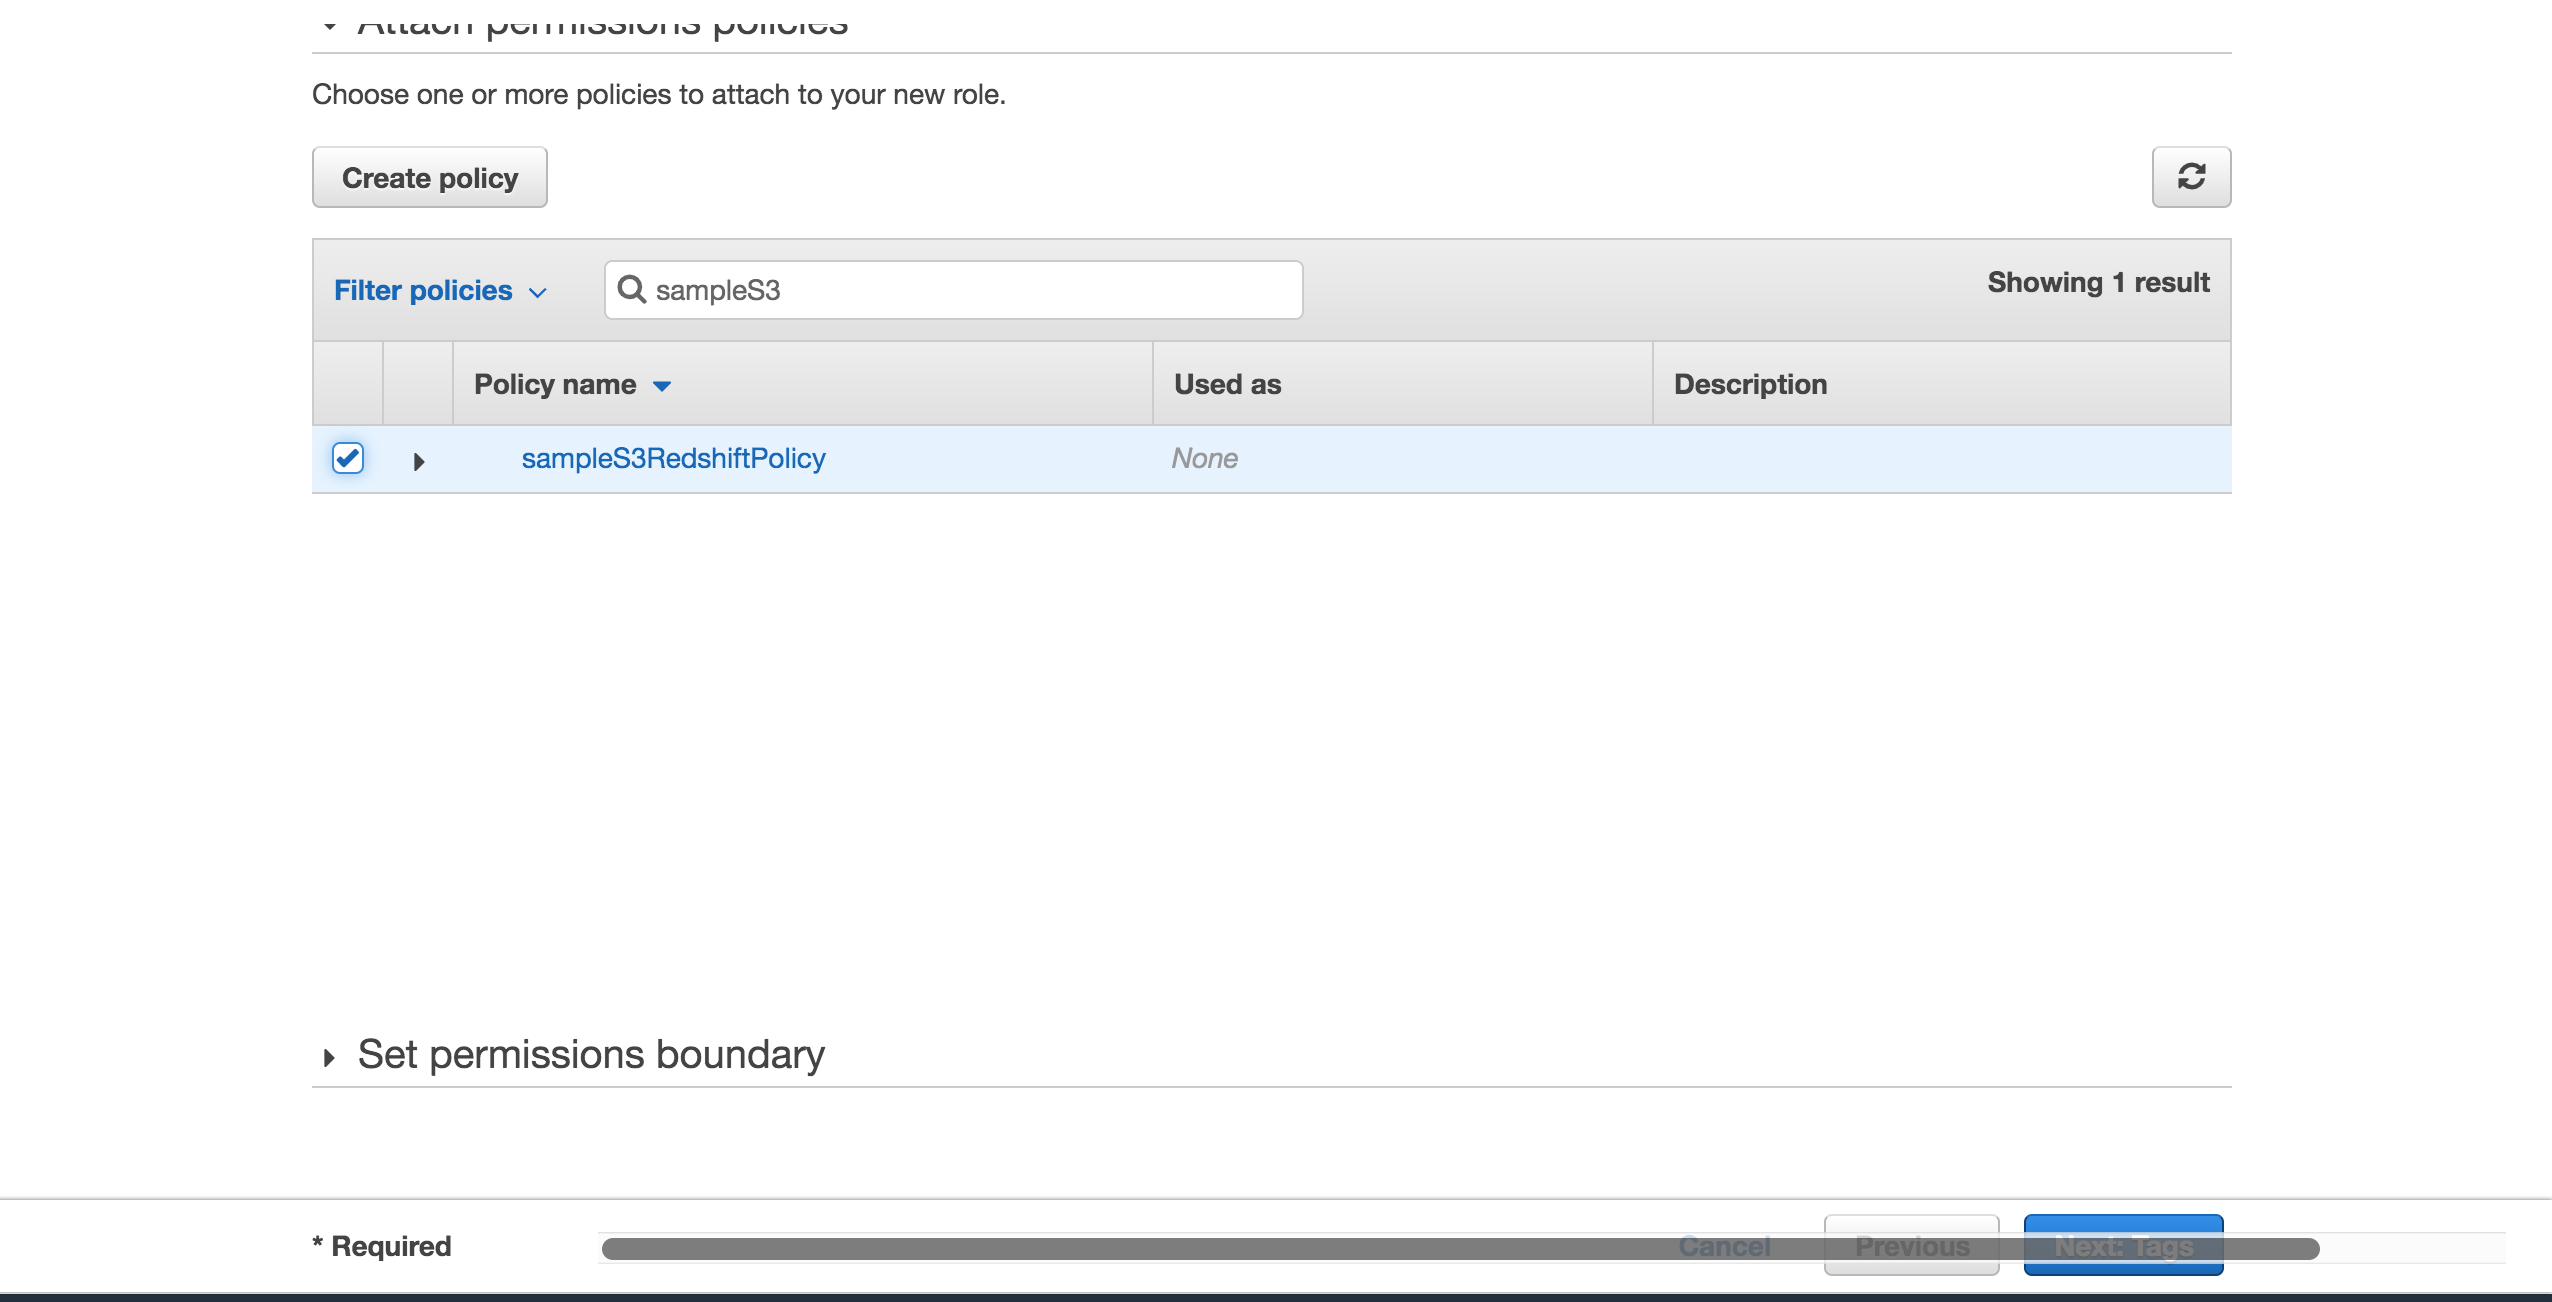 Attach permissions policies
Choose one or more policies to attach to your new role.
Create policy
Filter policies
sampleS3
Showing 1 result
Policy name
Used as
Description
sampleS3RedshiftPolicy
None
Set permissions boundary
* Required
Cancel
Previous
Next: Tags